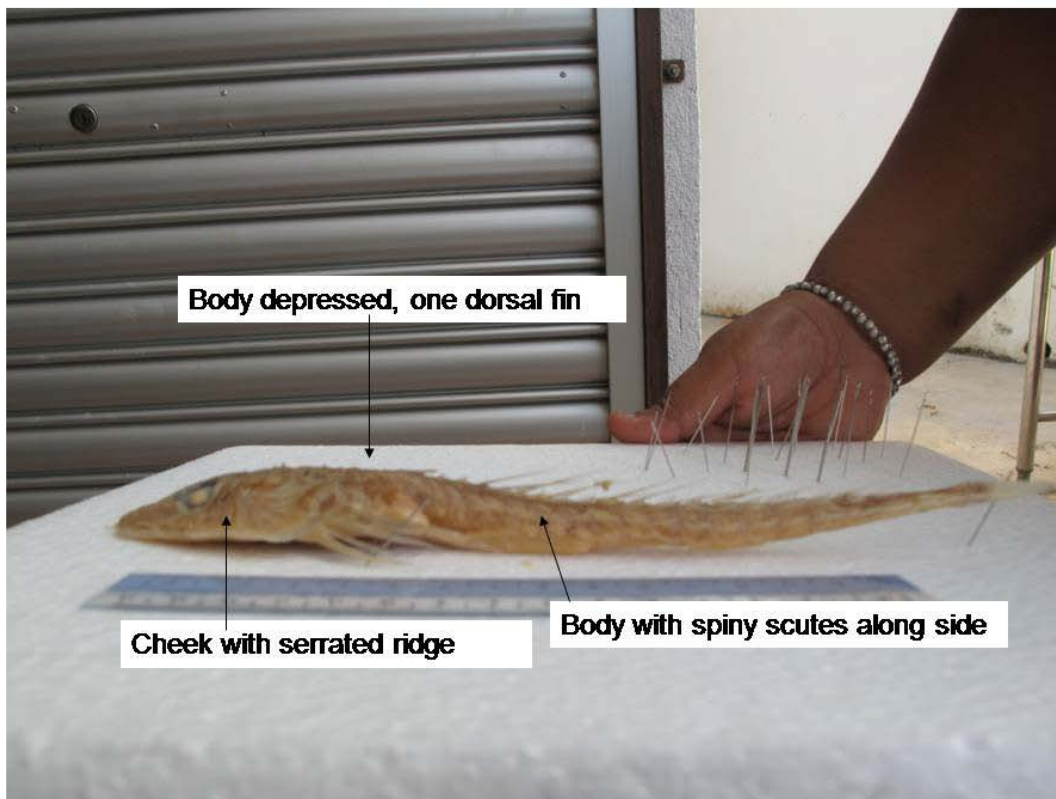 Body depressed, one dorsal fin
Cheek with serrated ridge
Body with spiny scutes along side